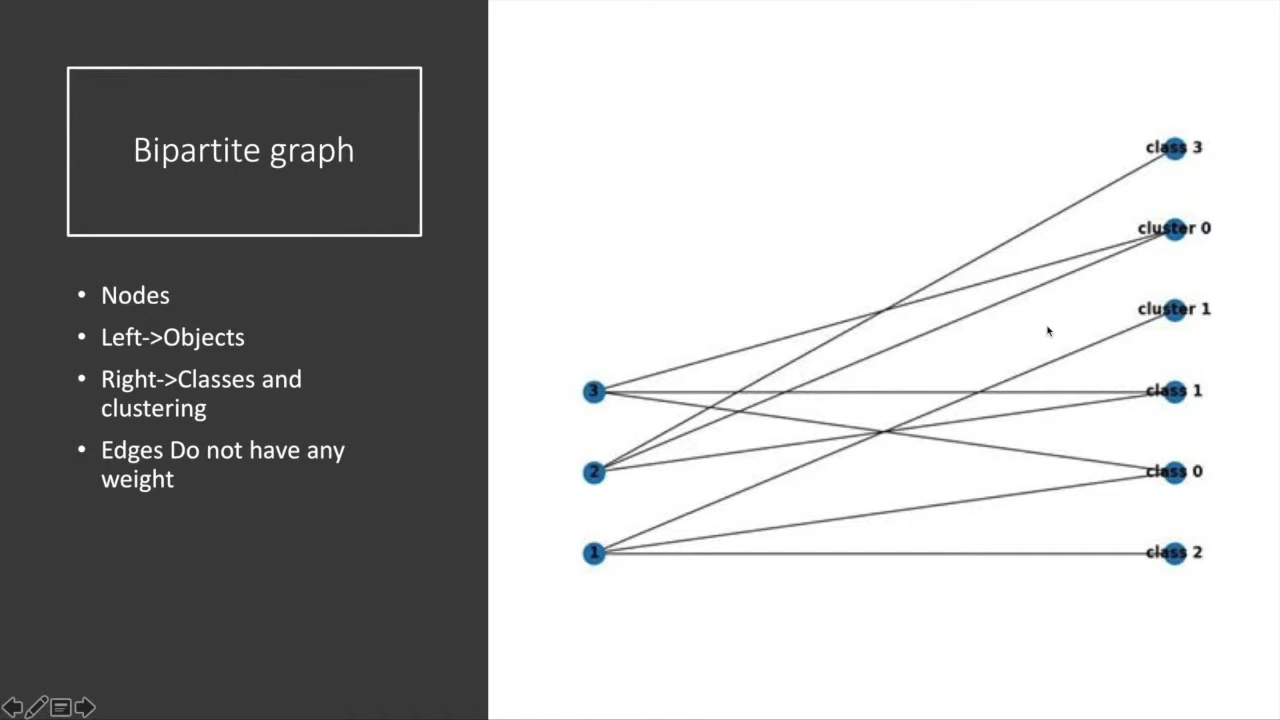 Bipartite graph
• Nodes
• Left->Objects
• Right->Classes and
clustering
• Edges Do not have any
weight
class 3
cluster 0
cluster 1
3
class 1
2
class 0
1
class 2